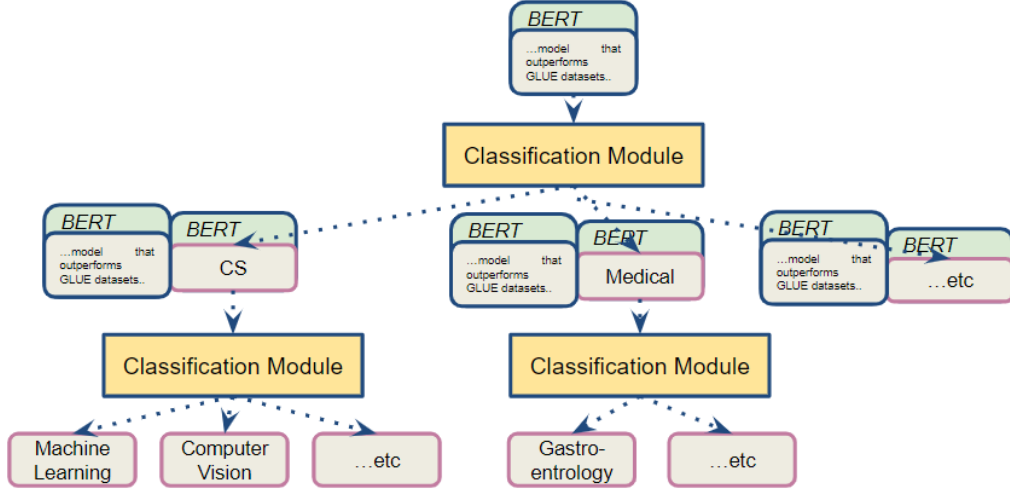 BERT
...model that
outperforms
GLUE datasets..
Classification Module
BERT
...model that
outperforms
GLUE datasets..
BERT
CS
BERT
...model that
outperforms
GLUE datasets..
BERT
Medical
BERT
...model that
outperforms
GLUE datasets..
BERT
...etc
Classification Module
Classification Module
Machine
Learning
Computer
Vision
...etc
Gastro-
entrology
...etc